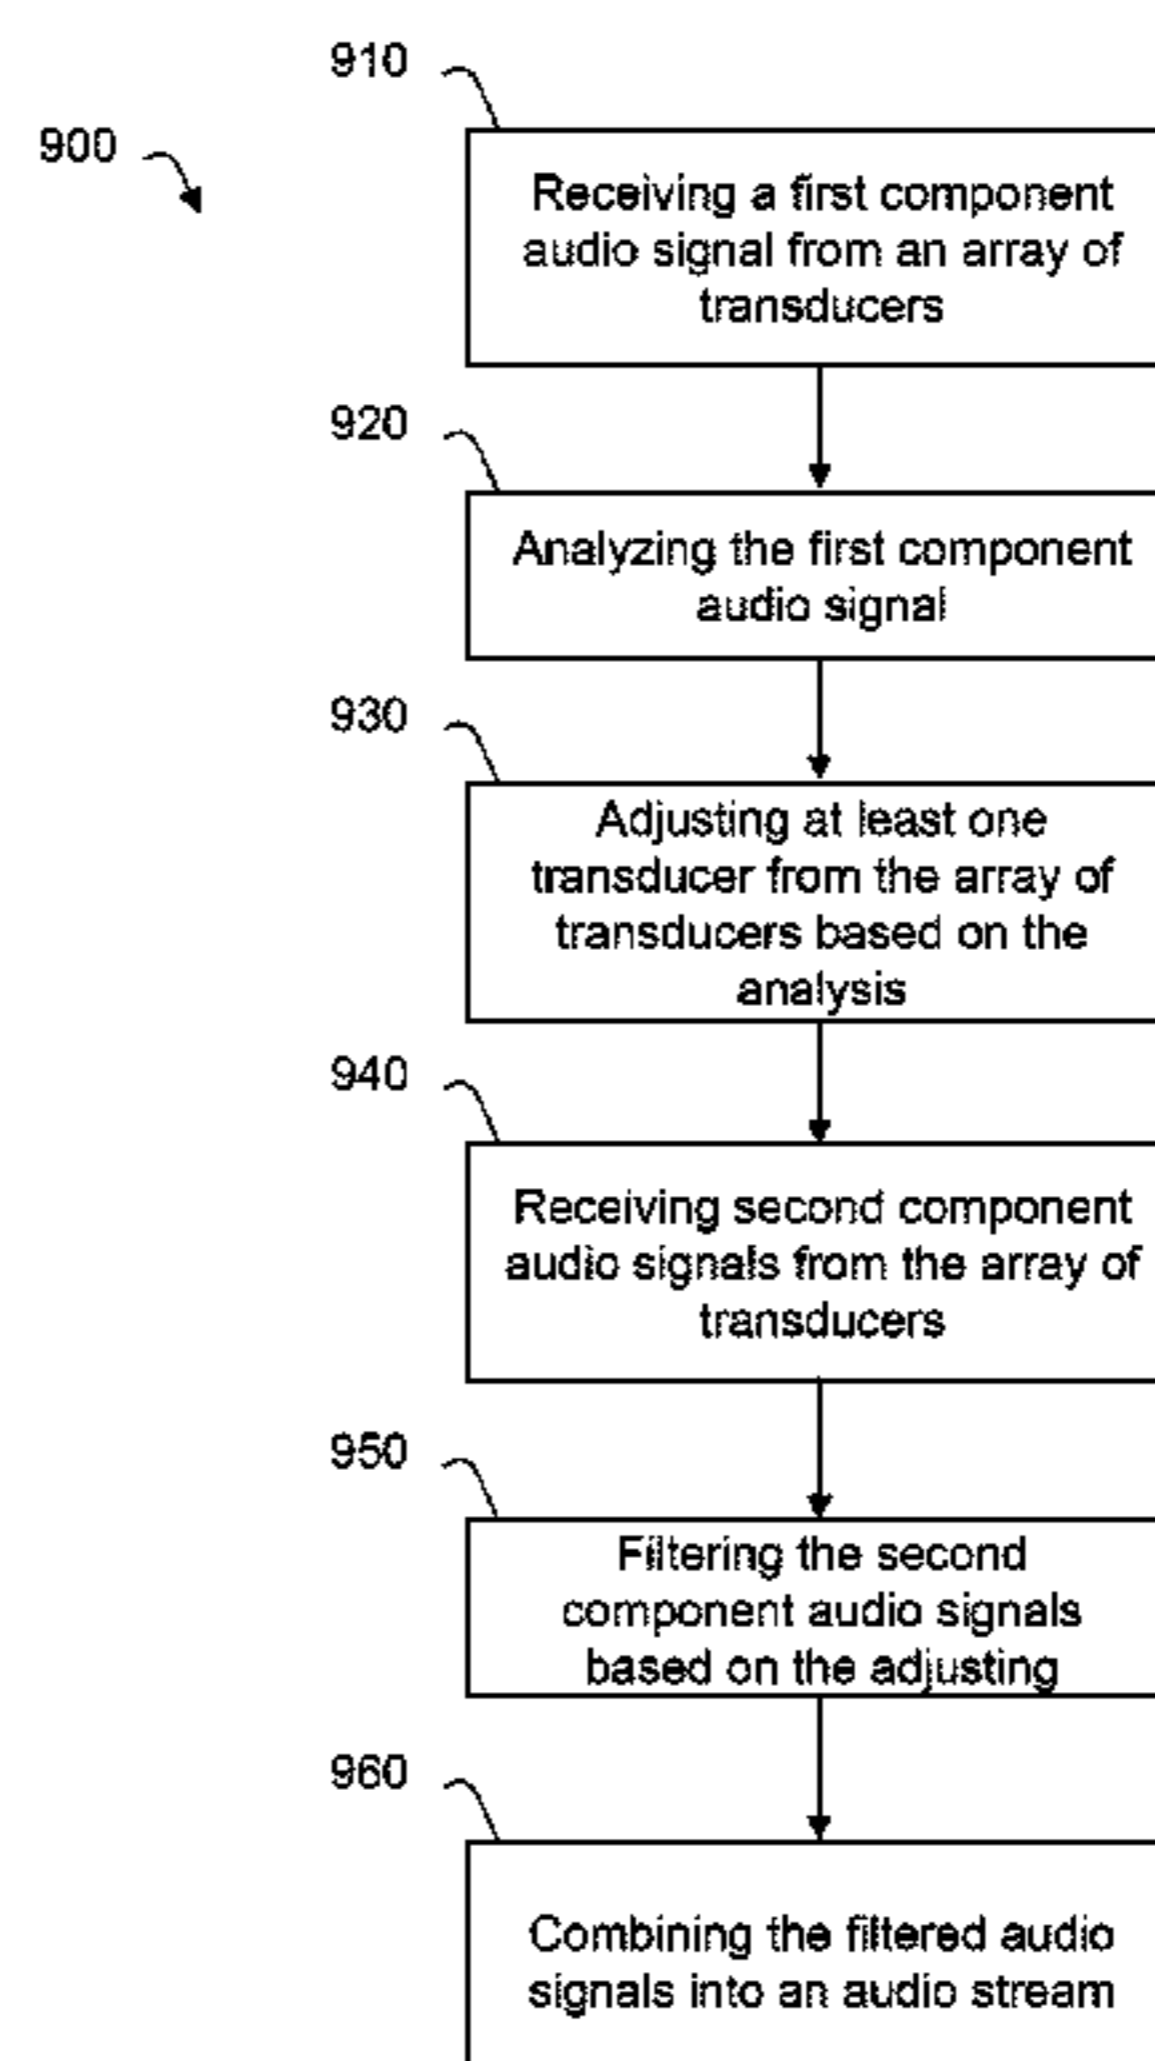 910
900
Receiving a first component
audio signal from an array of
transducers
920
Analyzing the first component
audio signal
930
Adjusting at least one
transducer from the array of
transducers based on the
analysis
940
Receiving second component
audio signals from the array of
transducers
950
Filtering the second
component audio signals
based on the adjusting
960
Combining the filtered audio
signals into an audio stream